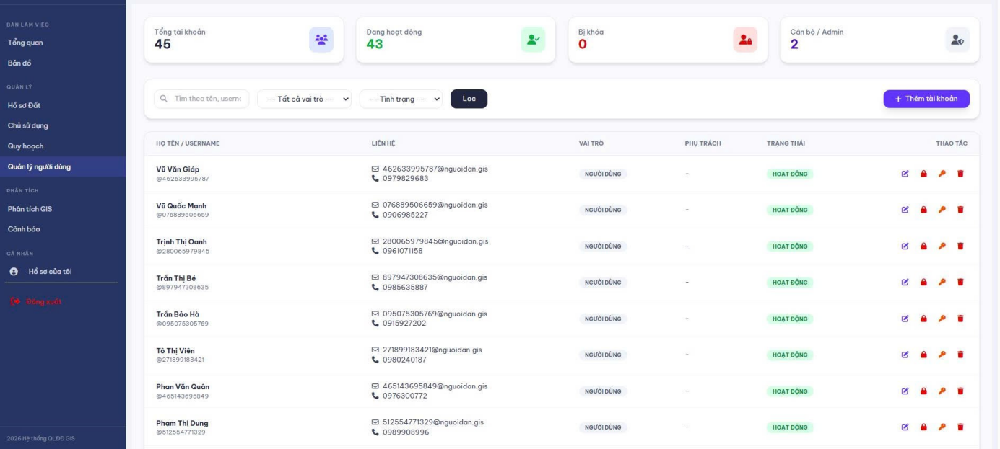 BÀN LÀM VIỆC
Tổng quan
Bản đồ
QUẢN LÝ
Hồ sơ Đất
Chủ sử dụng
Quy hoạch
Quản lý người dùng
PHÂN TÍCH
Phân tích GIS
Cảnh báo
CÁ NHÂN
Hồ sơ của tôi
Đăng xuất
2026 Hệ thống QLĐĐ GIS
Tổng tài khoản
45
Đang hoạt động
43
Bị khóa
0
Cán bộ / Admin
2
Tìm theo tên, userna
-- Tất cả vai trò --
-- Tình trạng --
Lọc
+ Thêm tài khoản
HỌ TÊN / USERNAME LIÊN HỆ VAI TRÒ PHỤ TRÁCH TRẠNG THÁI THAO TÁC
Vũ Văn Giáp 462633995787@nguoidan.gis
@462633995787 0979829683 NGƯỜI DÙNG - HOẠT ĐỘNG
Vũ Quốc Mạnh 076889506659@nguoidan.gis
@076889506659 0906985227 NGƯỜI DÙNG - HOẠT ĐỘNG
Trịnh Thị Oanh 280065979845@nguoidan.gis
@280065979845 0961071158 NGƯỜI DÙNG - HOẠT ĐỘNG
Trần Thị Bé 897947308635@nguoidan.gis
@897947308635 0985635887 NGƯỜI DÙNG - HOẠT ĐỘNG
Trần Bảo Hà 095075305769@nguoidan.gis
@095075305769 0915927202 NGƯỜI DÙNG - HOẠT ĐỘNG
Tô Thị Viên 271899183421@nguoidan.gis
@271899183421 0980240187 NGƯỜI DÙNG - HOẠT ĐỘNG
Phan Văn Quân 465143695849@nguoidan.gis
@465143695849 0976300772 NGƯỜI DÙNG - HOẠT ĐỘNG
Phạm Thị Dung 512554771329@nguoidan.gis
@512554771329 0989908996 NGƯỜI DÙNG - HOẠT ĐỘNG